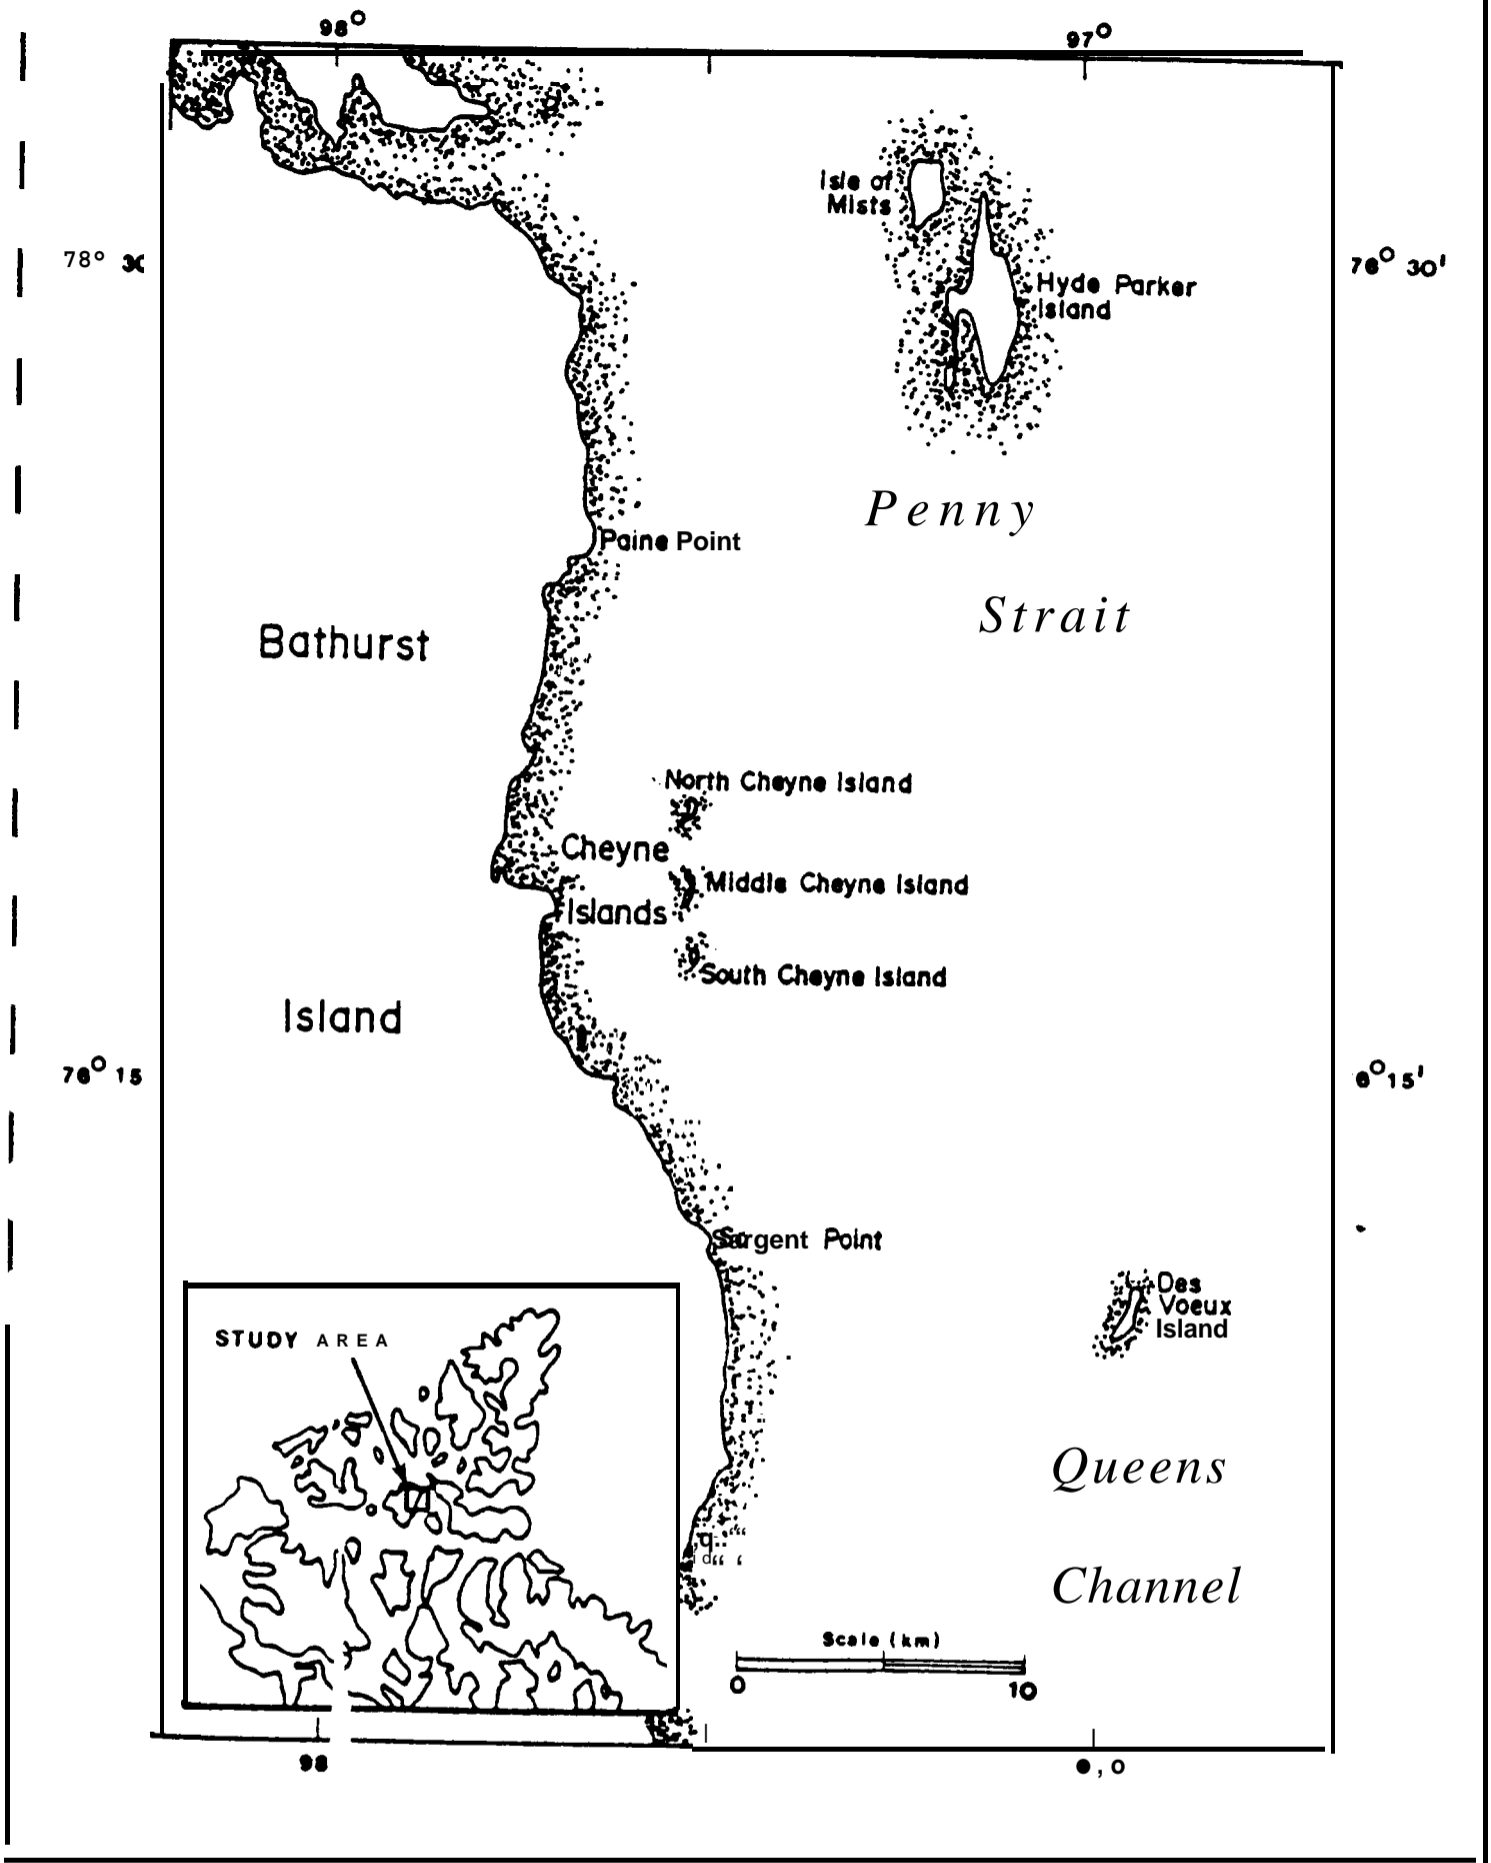 98° 97°
Isle of
Mists
78° 30 76° 30'
Hyde Parker
Island
Penny
Paine Point
Strait
Bathurst
North Cheyne Island
Cheyne
Middle Cheyne Island
Islands
South Cheyne Island
Island
76° 15 6° 15'
Sargent Point
Des
Voeux
Island
STUDY AREA
Queens
Channel
Scale (km)
0 10
98